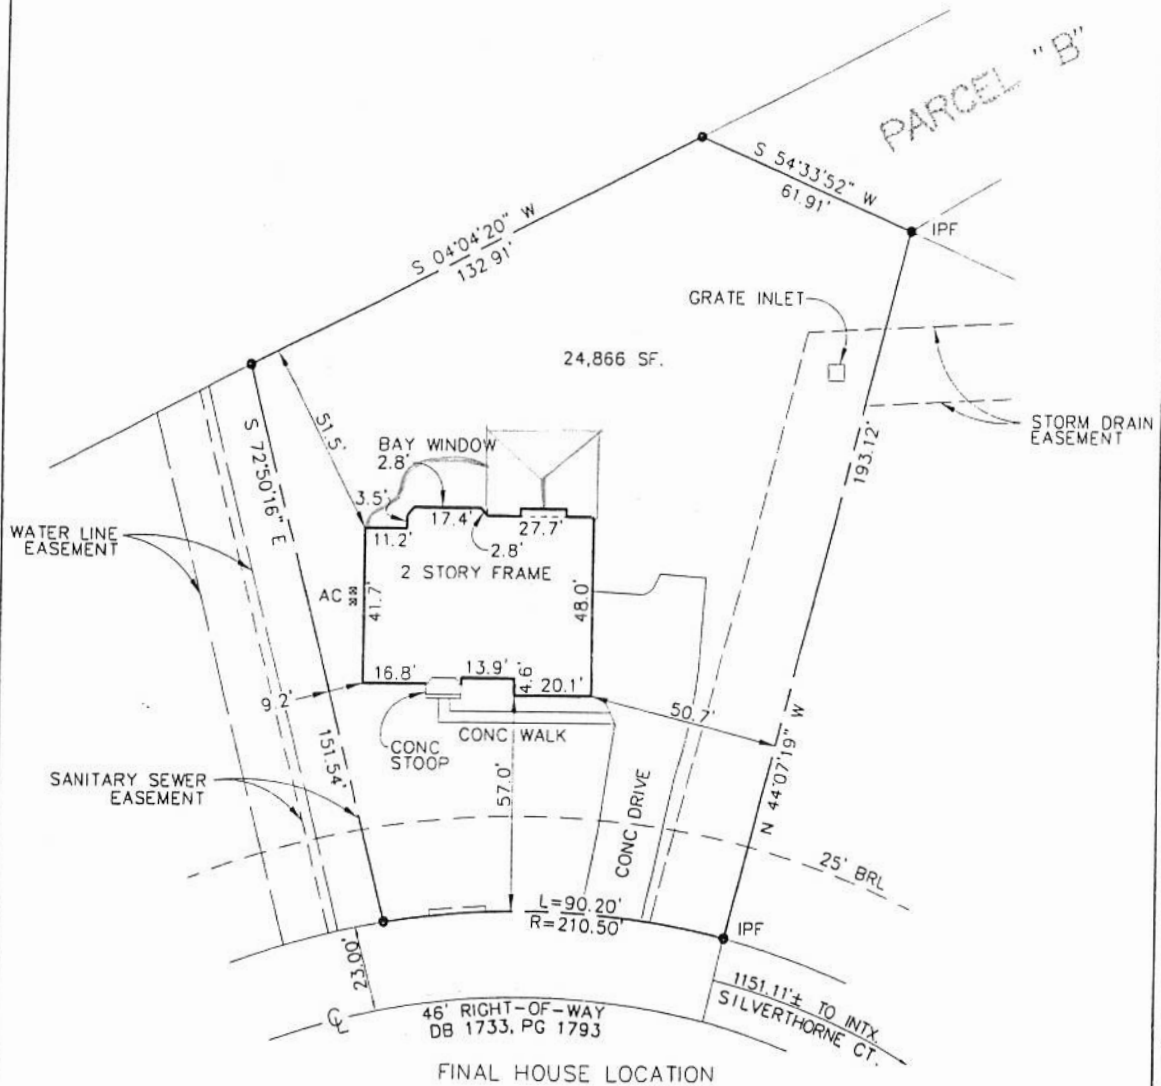 PARCEL "B"
S 54°33'52" W
61.91'
IPF
S 04°04'20" W
132.91'
GRATE INLET
24,866 SF.
STORM DRAIN
EASEMENT
193.12'
51.5'
S 72°50'16" E
BAY WINDOW
2.8'
3.5'
17.4'
27.7'
11.2'
2.8'
WATER LINE
EASEMENT
2 STORY FRAME
AC
41.7'
48.0'
16.8'
13.9'
4.6'
20.1'
9.2'
50.7'
CONC WALK
CONC
STOOP
151.54'
57.0'
SANITARY SEWER
EASEMENT
CONC DRIVE
N 44°07'19" W
25' BRL
L=90.20'
R=210.50'
IPF
23.00'
1151.11'± TO INTX.
SILVERTHORNE CT.
46' RIGHT-OF-WAY
DB 1733, PG 1793
CL
FINAL HOUSE LOCATION